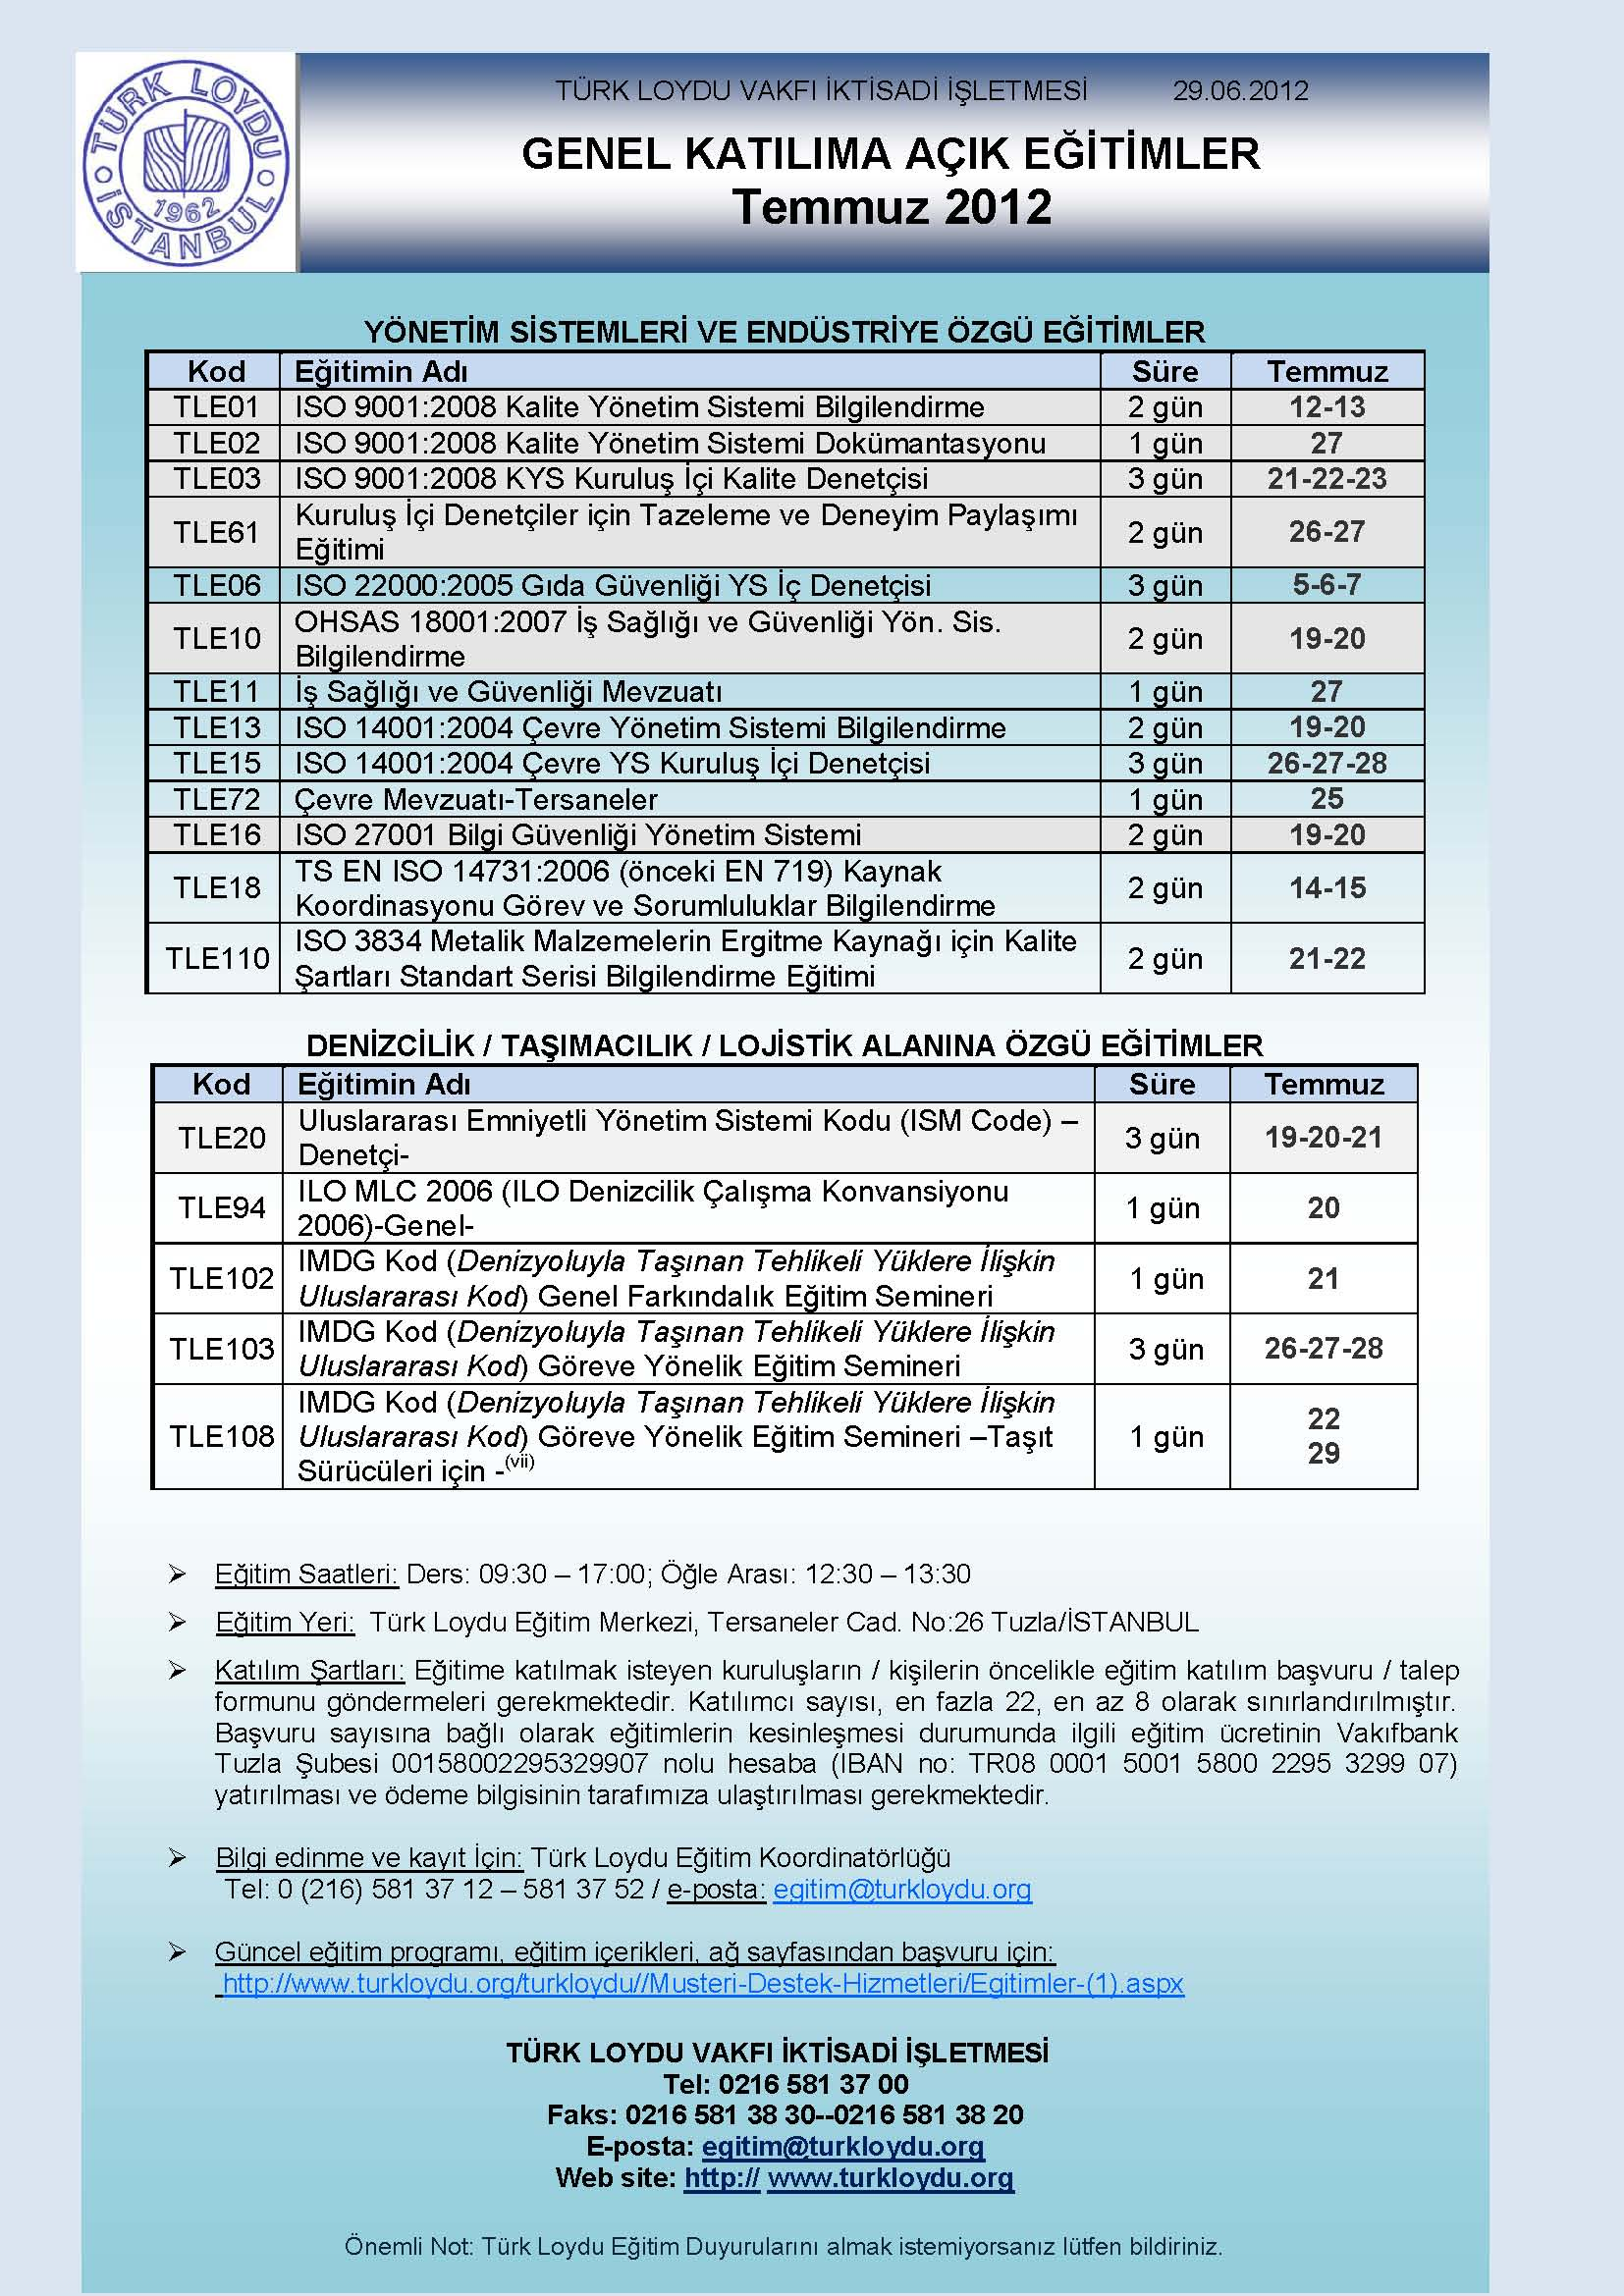 TÜRK LOYDU
1962
İSTANBUL
TÜRK LOYDU VAKFI İKTİSADİ İŞLETMESİ 29.06.2012
GENEL KATILIMA AÇIK EĞİTİMLER
Temmuz 2012
YÖNETİM SİSTEMLERİ VE ENDÜSTRİYE ÖZGÜ EĞİTİMLER
Kod Eğitimin Adı Süre Temmuz
TLE01 ISO 9001:2008 Kalite Yönetim Sistemi Bilgilendirme 2 gün 12-13
TLE02 ISO 9001:2008 Kalite Yönetim Sistemi Dokümantasyonu 1 gün 27
TLE03 ISO 9001:2008 KYS Kuruluş İçi Kalite Denetçisi 3 gün 21-22-23
TLE61 Kuruluş İçi Denetçiler için Tazeleme ve Deneyim Paylaşımı
Eğitimi 2 gün 26-27
TLE06 ISO 22000:2005 Gıda Güvenliği YS İç Denetçisi 3 gün 5-6-7
TLE10 OHSAS 18001:2007 İş Sağlığı ve Güvenliği Yön. Sis.
Bilgilendirme 2 gün 19-20
TLE11 İş Sağlığı ve Güvenliği Mevzuatı 1 gün 27
TLE13 ISO 14001:2004 Çevre Yönetim Sistemi Bilgilendirme 2 gün 19-20
TLE15 ISO 14001:2004 Çevre YS Kuruluş İçi Denetçisi 3 gün 26-27-28
TLE72 Çevre Mevzuatı-Tersaneler 1 gün 25
TLE16 ISO 27001 Bilgi Güvenliği Yönetim Sistemi 2 gün 19-20
TLE18 TS EN ISO 14731:2006 (önceki EN 719) Kaynak
Koordinasyonu Görev ve Sorumluluklar Bilgilendirme 2 gün 14-15
TLE110 ISO 3834 Metalik Malzemelerin Ergitme Kaynağı için Kalite
Şartları Standart Serisi Bilgilendirme Eğitimi 2 gün 21-22
DENİZCİLİK / TAŞIMACILIK / LOJİSTİK ALANINA ÖZGÜ EĞİTİMLER
Kod Eğitimin Adı Süre Temmuz
TLE20 Uluslararası Emniyetli Yönetim Sistemi Kodu (ISM Code) –
Denetçi- 3 gün 19-20-21
TLE94 ILO MLC 2006 (ILO Denizcilik Çalışma Konvansiyonu
2006)-Genel- 1 gün 20
TLE102 IMDG Kod (Denizyoluyla Taşınan Tehlikeli Yüklere İlişkin
Uluslararası Kod) Genel Farkındalık Eğitim Semineri 1 gün 21
TLE103 IMDG Kod (Denizyoluyla Taşınan Tehlikeli Yüklere İlişkin
Uluslararası Kod) Göreve Yönelik Eğitim Semineri 3 gün 26-27-28
TLE108 IMDG Kod (Denizyoluyla Taşınan Tehlikeli Yüklere İlişkin
Uluslararası Kod) Göreve Yönelik Eğitim Semineri –Taşıt
Sürücüleri için -(vii) 1 gün 22
29
➢ Eğitim Saatleri: Ders: 09:30 – 17:00; Öğle Arası: 12:30 – 13:30
➢ Eğitim Yeri: Türk Loydu Eğitim Merkezi, Tersaneler Cad. No:26 Tuzla/İSTANBUL
➢ Katılım Şartları: Eğitime katılmak isteyen kuruluşların / kişilerin öncelikle eğitim katılım başvuru / talep
formunu göndermeleri gerekmektedir. Katılımcı sayısı, en fazla 22, en az 8 olarak sınırlandırılmıştır.
Başvuru sayısına bağlı olarak eğitimlerin kesinleşmesi durumunda ilgili eğitim ücretinin Vakıfbank
Tuzla Şubesi 00158002295329907 nolu hesaba (IBAN no: TR08 0001 5001 5800 2295 3299 07)
yatırılması ve ödeme bilgisinin tarafımıza ulaştırılması gerekmektedir.
➢ Bilgi edinme ve kayıt İçin: Türk Loydu Eğitim Koordinatörlüğü
Tel: 0 (216) 581 37 12 – 581 37 52 / e-posta: egitim@turkloydu.org
➢ Güncel eğitim programı, eğitim içerikleri, ağ sayfasından başvuru için:
http://www.turkloydu.org/turkloydu//Musteri-Destek-Hizmetleri/Egitimler-(1).aspx
TÜRK LOYDU VAKFI İKTİSADİ İŞLETMESİ
Tel: 0216 581 37 00
Faks: 0216 581 38 30--0216 581 38 20
E-posta: egitim@turkloydu.org
Web site: http:// www.turkloydu.org
Önemli Not: Türk Loydu Eğitim Duyurularını almak istemiyorsanız lütfen bildiriniz.